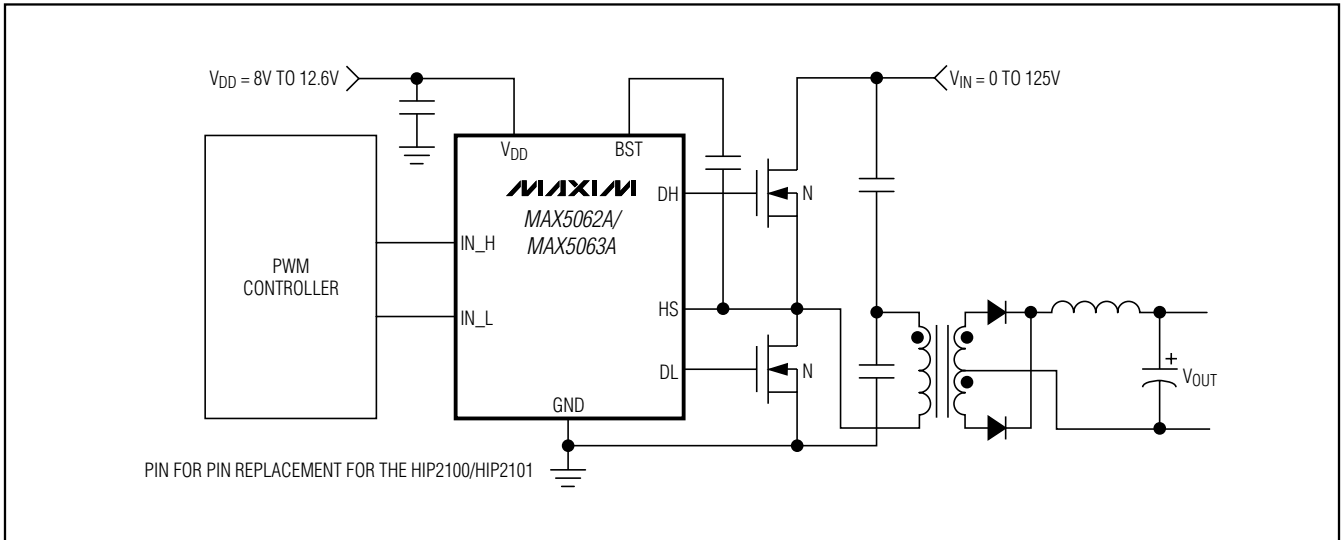 V_DD = 8V TO 12.6V
V_IN = 0 TO 125V
V_DD
BST
MAXIM
DH
N
MAX5062A/
MAX5063A
IN_H
PWM
CONTROLLER
HS
IN_L
DL
N
+
V_OUT
GND
PIN FOR PIN REPLACEMENT FOR THE HIP2100/HIP2101